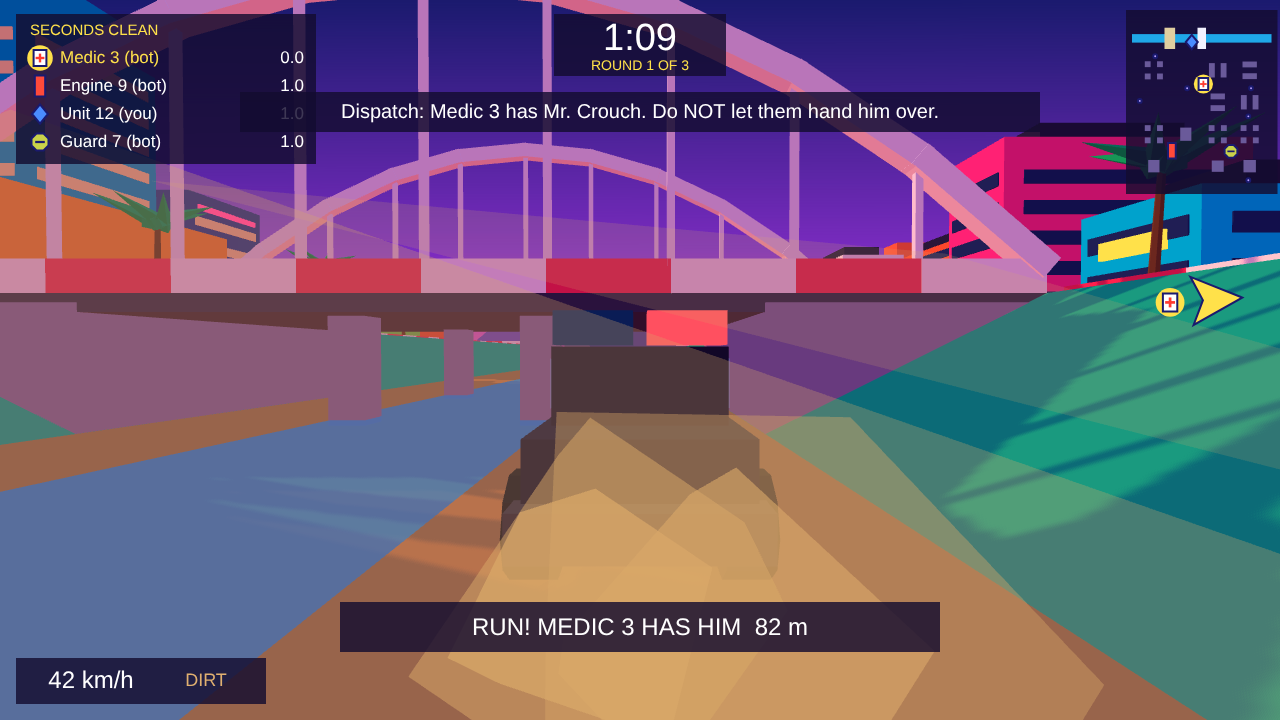 SECONDS CLEAN
Medic 3 (bot) 0.0
Engine 9 (bot) 1.0
Unit 12 (you) 1.0
Guard 7 (bot) 1.0
1:09
ROUND 1 OF 3
Dispatch: Medic 3 has Mr. Crouch. Do NOT let them hand him over.
RUN! MEDIC 3 HAS HIM 82 m
42 km/h DIRT